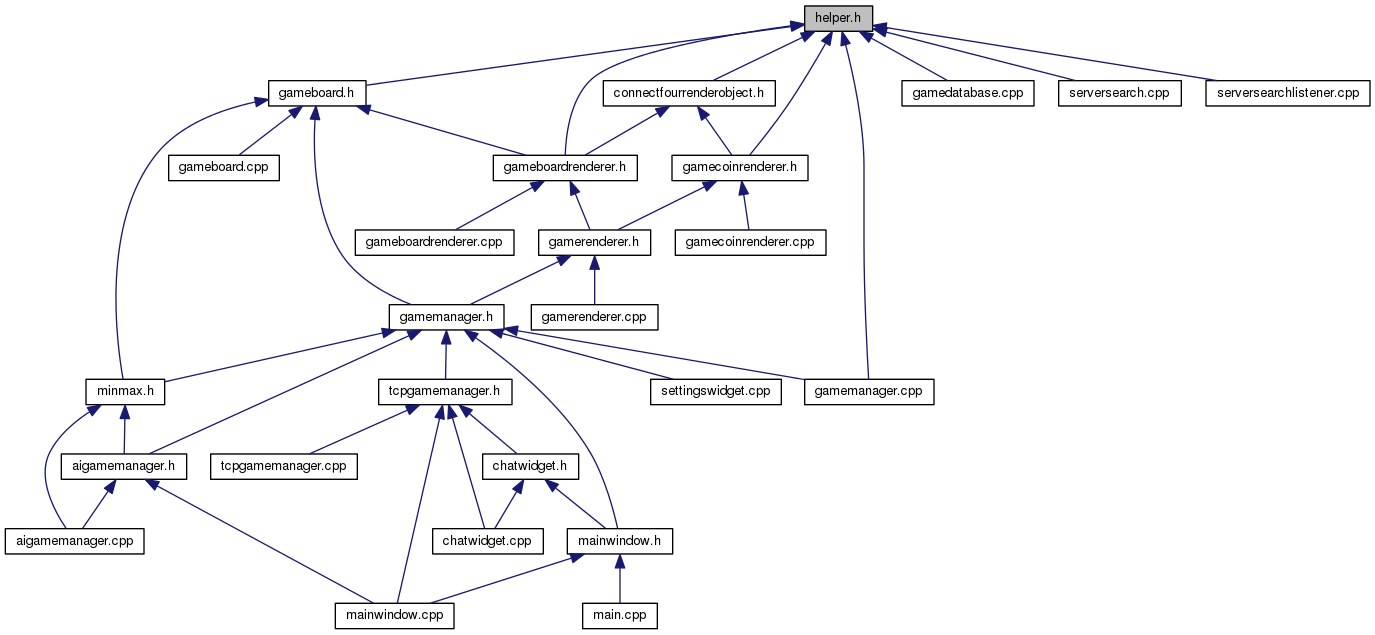 helper.h
gameboard.h
connectfourrenderobject.h
gamedatabase.cpp
serversearch.cpp
serversearchlistener.cpp
gameboard.cpp
gameboardrenderer.h
gamecoinrenderer.h
gameboardrenderer.cpp
gamerenderer.h
gamecoinrenderer.cpp
gamemanager.h
gamerenderer.cpp
minmax.h
tcpgamemanager.h
settingswidget.cpp
gamemanager.cpp
aigamemanager.h
tcpgamemanager.cpp
chatwidget.h
aigamemanager.cpp
chatwidget.cpp
mainwindow.h
mainwindow.cpp
main.cpp